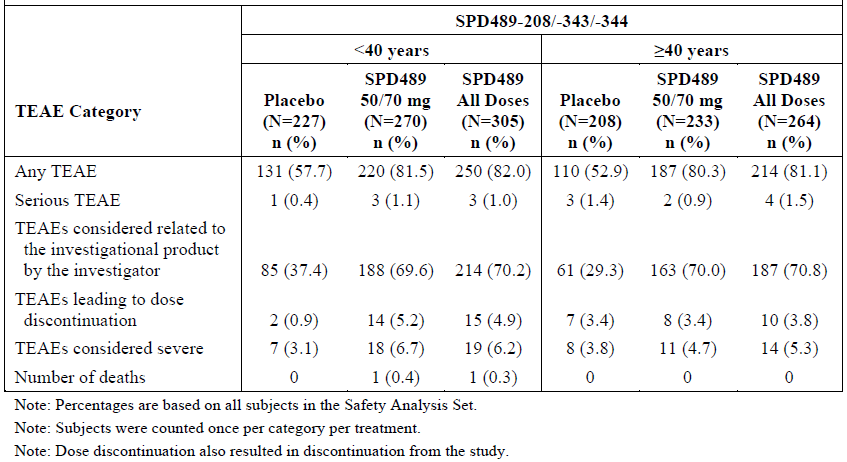 SPD489-208/-343/-344
<40 years ≥40 years
TEAE Category Placebo (N=227) n (%) SPD489 50/70 mg (N=270) n (%) SPD489 All Doses (N=305) n (%) Placebo (N=208) n (%) SPD489 50/70 mg (N=233) n (%) SPD489 All Doses (N=264) n (%)
Any TEAE 131 (57.7) 220 (81.5) 250 (82.0) 110 (52.9) 187 (80.3) 214 (81.1)
Serious TEAE 1 (0.4) 3 (1.1) 3 (1.0) 3 (1.4) 2 (0.9) 4 (1.5)
TEAEs considered related to
the investigational product
by the investigator 85 (37.4) 188 (69.6) 214 (70.2) 61 (29.3) 163 (70.0) 187 (70.8)
TEAEs leading to dose
discontinuation 2 (0.9) 14 (5.2) 15 (4.9) 7 (3.4) 8 (3.4) 10 (3.8)
TEAEs considered severe 7 (3.1) 18 (6.7) 19 (6.2) 8 (3.8) 11 (4.7) 14 (5.3)
Number of deaths 0 1 (0.4) 1 (0.3) 0 0 0
Note: Percentages are based on all subjects in the Safety Analysis Set.
Note: Subjects were counted once per category per treatment.
Note: Dose discontinuation also resulted in discontinuation from the study.